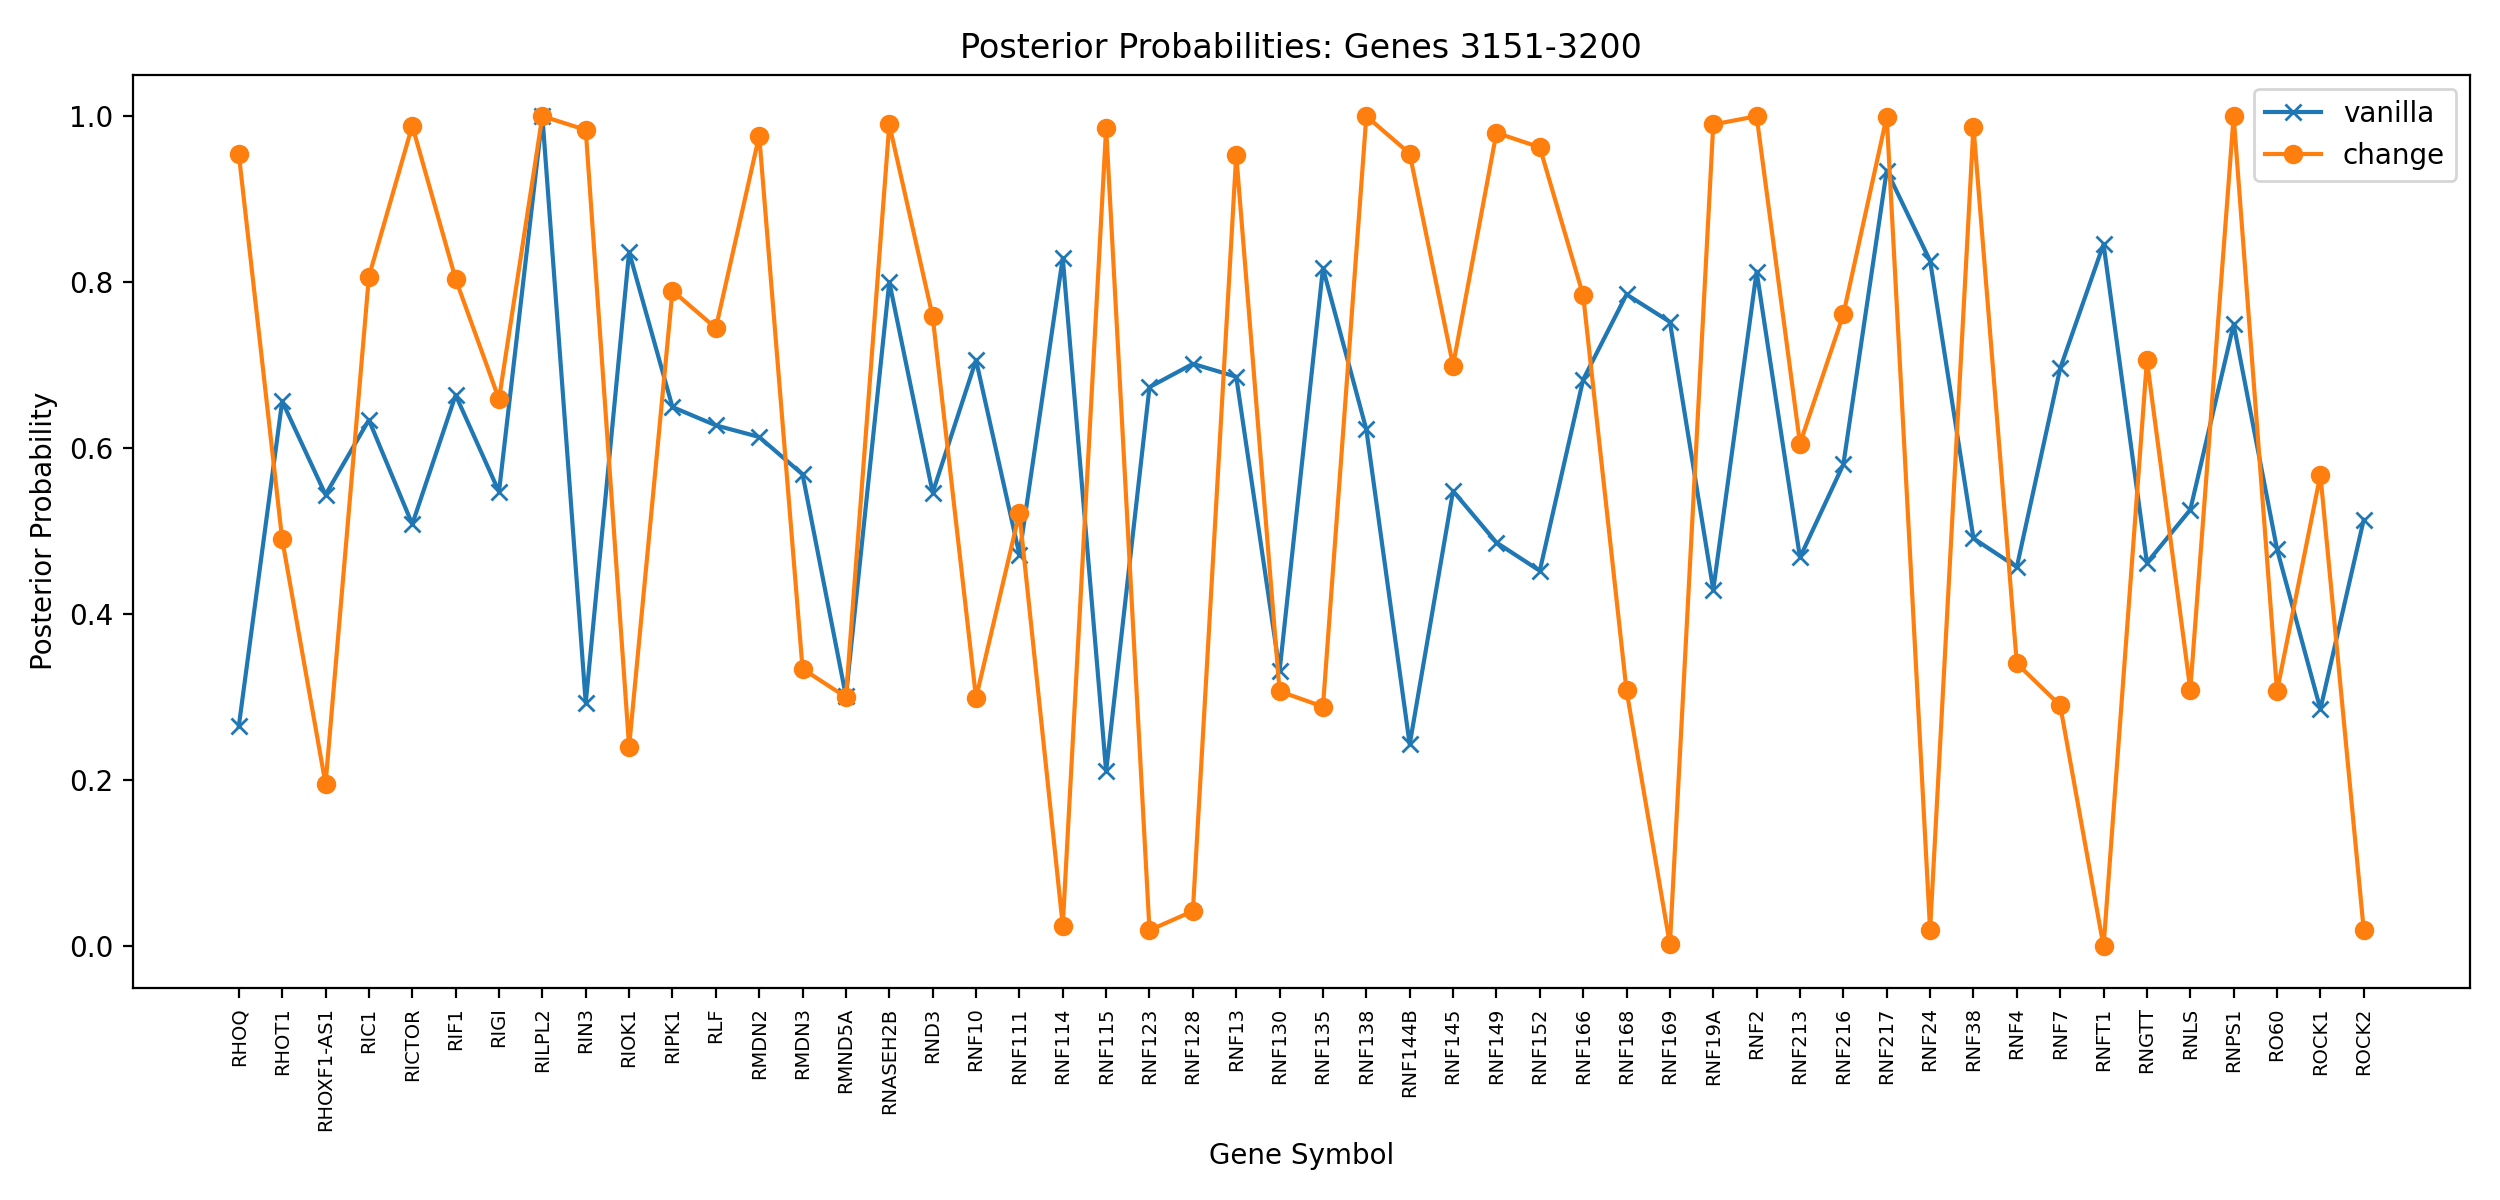 Posterior Probabilities: Genes 3151-3200
vanilla
change
Posterior Probability
1.0
0.8
0.6
0.4
0.2
0.0
RHOQ
RHOT1
RHOXF1-AS1
RIC1
RICTOR
RIF1
RIGI
RILPL2
RIN3
RIOK1
RIPK1
RLF
RMDN2
RMDN3
RMND5A
RNASEH2B
RND3
RNF10
RNF111
RNF114
RNF115
RNF123
RNF128
RNF13
RNF130
RNF135
RNF138
RNF144B
RNF145
RNF149
RNF152
RNF166
RNF168
RNF169
RNF19A
RNF2
RNF213
RNF216
RNF217
RNF24
RNF38
RNF4
RNF7
RNFT1
RNGTT
RNLS
RNPS1
RO60
ROCK1
ROCK2
Gene Symbol